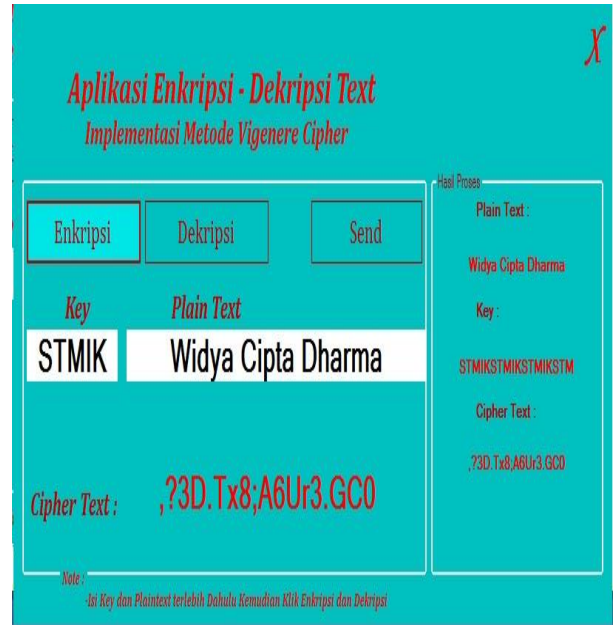 X
Aplikasi Enkripsi - Dekripsi Text
Implementasi Metode Vigenere Cipher
Enkripsi
Dekripsi
Send
Key
Plain Text
STMIK
Widya Cipta Dharma
Cipher Text :
,?3D.Tx8;A6Ur3.GC0
Note :
-Isi Key dan Plaintext terlebih Dahulu Kemudian Klik Enkripsi dan Dekripsi
Hasil Proses
Plain Text :
Widya Cipta Dharma
Key :
STMIKSTMIKSTMIKSTM
Cipher Text :
,?3D.Tx8;A6Ur3.GC0